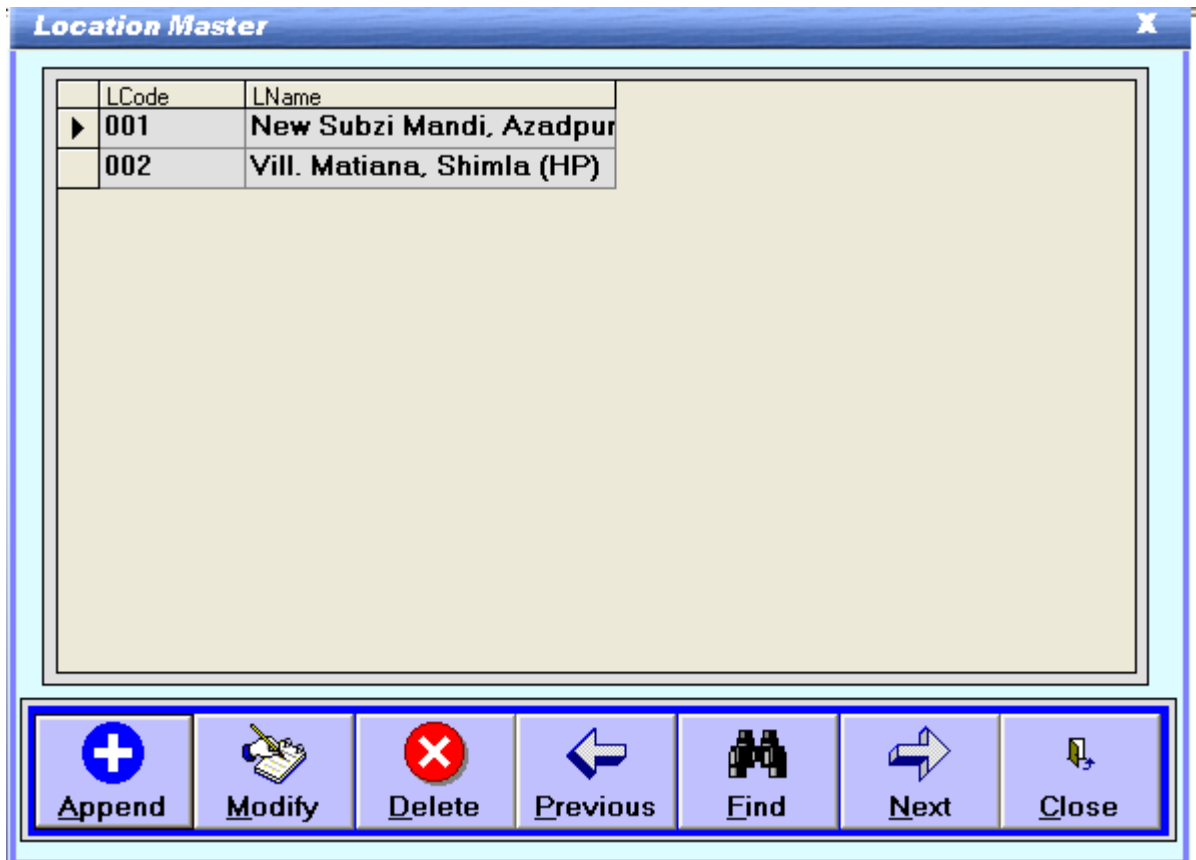 Location Master X
LCode LName
001 New Subzi Mandi, Azadpur
002 Vill. Matiana, Shimla (HP)
Append Modify Delete Previous Find Next Close